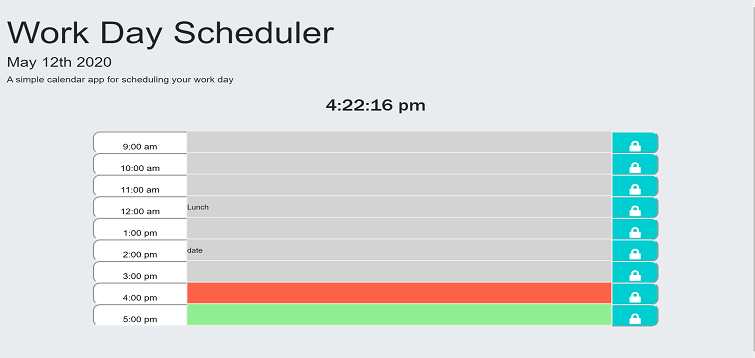 Work Day Scheduler
May 12th 2020
A simple calendar app for scheduling your work day
4:22:16 pm
9:00 am
10:00 am
11:00 am
12:00 am Lunch
1:00 pm
2:00 pm date
3:00 pm
4:00 pm
5:00 pm